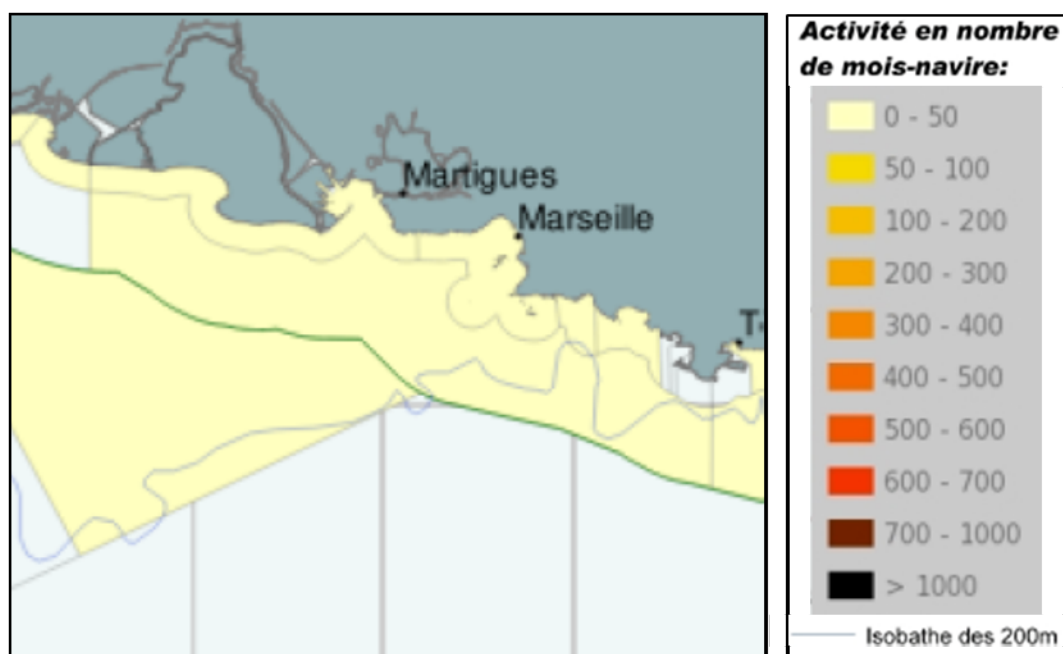 Martigues
Marseille
T
Activité en nombre
de mois-navire:
0 - 50
50 - 100
100 - 200
200 - 300
300 - 400
400 - 500
500 - 600
600 - 700
700 - 1000
> 1000
Isobathe des 200m